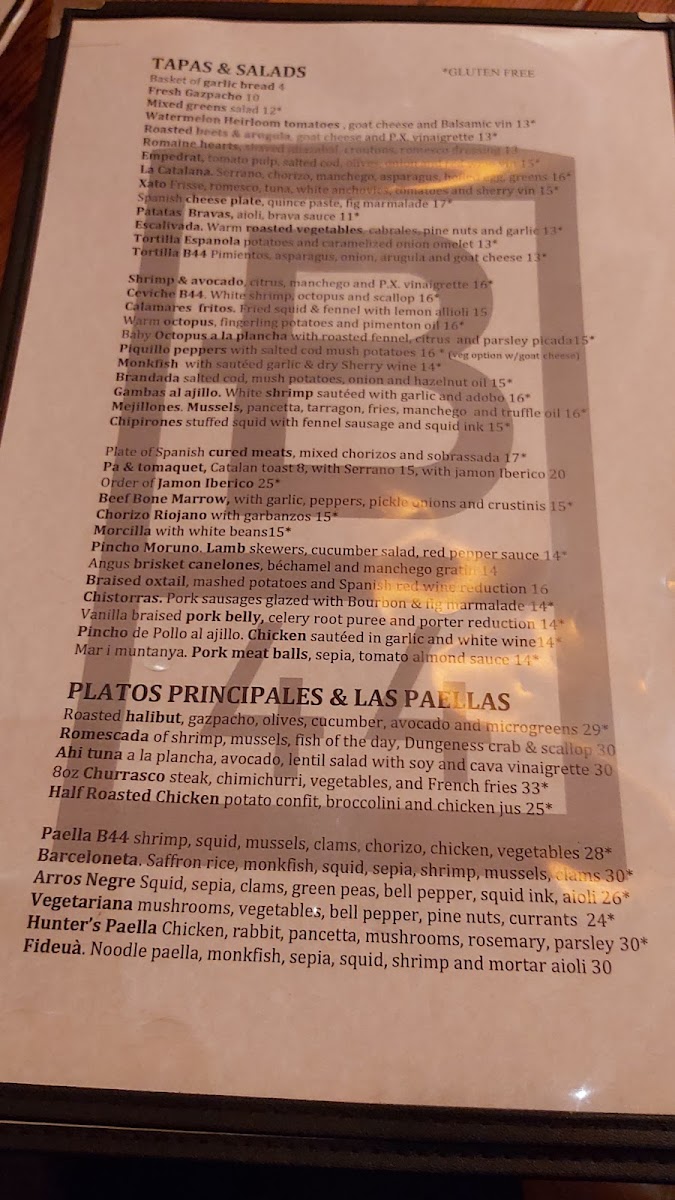 TAPAS & SALADS
*GLUTEN FREE
Basket of garlic bread 4
Fresh Gazpacho 10
Mixed greens salad 12*
Watermelon Heirloom tomatoes , goat cheese and Balsamic vin 13*
Roasted beets & arugula, goat cheese and P.X. vinaigrette 13*
Romaine hearts, shaved idiazabal, croutons, romesco dressing 13
Empedrat, tomato pulp, salted cod, olives, 15*
La Catalana. Serrano, chorizo, manchego, asparagus, greens 16*
Xato Frisse, romesco, tuna, white anchovies, tomatoes and sherry vin 15*
Spanish cheese plate, quince paste, fig marmalade 17*
Patatas Bravas, aioli, brava sauce 11*
Escalivada. Warm roasted vegetables, cabrales, pine nuts and garlic 13*
Tortilla Espanola potatoes and caramelized onion omelet 13*
Tortilla B44 Pimientos, asparagus, onion, arugula and goat cheese 13*
Shrimp & avocado, citrus, manchego and P.X. vinaigrette 16*
Ceviche B44. White shrimp, octopus and scallop 16*
Calamares fritos. Fried squid & fennel with lemon allioli 15
Warm octopus, fingerling potatoes and pimenton oil 16*
Baby Octopus a la plancha with roasted fennel, citrus and parsley picada15*
Piquillo peppers with salted cod mush potatoes 16 * (veg option w/goat cheese)
Monkfish with sautéed garlic & dry Sherry wine 14*
Brandada salted cod, mush potatoes, onion and hazelnut oil 15*
Gambas al ajillo. White shrimp sautéed with garlic and adobo 16*
Mejillones. Mussels, pancetta, tarragon, fries, manchego and truffle oil 16*
Chipirones stuffed squid with fennel sausage and squid ink 15*
Plate of Spanish cured meats, mixed chorizos and sobrassada 17*
Pa & tomaquet, Catalan toast 8, with Serrano 15, with jamon Iberico 20
Order of Jamon Iberico 25*
Beef Bone Marrow, with garlic, peppers, pickle onions and crustinis 15*
Chorizo Riojano with garbanzos 15*
Morcilla with white beans15*
Pincho Moruno. Lamb skewers, cucumber salad, red pepper sauce 14*
Angus brisket canelones, béchamel and manchego gratin 14
Braised oxtail, mashed potatoes and Spanish red wine reduction 16
Chistorras. Pork sausages glazed with Bourbon & fig marmalade 14*
Vanilla braised pork belly, celery root puree and porter reduction 14*
Pincho de Pollo al ajillo. Chicken sautéed in garlic and white wine14*
Mar i muntanya. Pork meat balls, sepia, tomato almond sauce 14*
PLATOS PRINCIPALES & LAS PAELLAS
Roasted halibut, gazpacho, olives, cucumber, avocado and microgreens 29*
Romescada of shrimp, mussels, fish of the day, Dungeness crab & scallop 30
Ahi tuna a la plancha, avocado, lentil salad with soy and cava vinaigrette 30
8oz Churrasco steak, chimichurri, vegetables, and French fries 33*
Half Roasted Chicken potato confit, broccolini and chicken jus 25*
Paella B44 shrimp, squid, mussels, clams, chorizo, chicken, vegetables 28*
Barceloneta. Saffron rice, monkfish, squid, sepia, shrimp, mussels, clams 30*
Arros Negre Squid, sepia, clams, green peas, bell pepper, squid ink, aioli 26*
Vegetariana mushrooms, vegetables, bell pepper, pine nuts, currants 24*
Hunter's Paella Chicken, rabbit, pancetta, mushrooms, rosemary, parsley 30*
Fideuà. Noodle paella, monkfish, sepia, squid, shrimp and mortar aioli 30
B
44